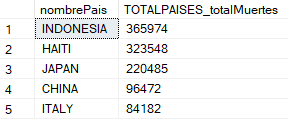 nombrePais TOTALPAISES_totalMuertes
1 INDONESIA 365974
2 HAITI 323548
3 JAPAN 220485
4 CHINA 96472
5 ITALY 84182